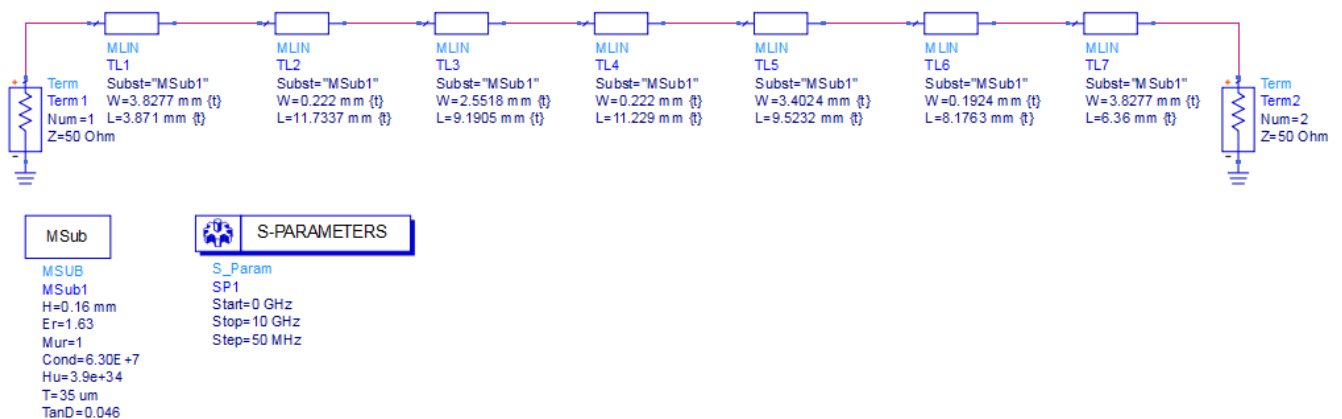 MLIN
TL1
Subst="MSub1"
W=3.8277 mm {t}
L=3.871 mm {t}
MLIN
TL2
Subst="MSub1"
W=0.222 mm {t}
L=11.7337 mm {t}
MLIN
TL3
Subst="MSub1"
W=2.5518 mm {t}
L=9.1905 mm {t}
MLIN
TL4
Subst="MSub1"
W=0.222 mm {t}
L=11.229 mm {t}
MLIN
TL5
Subst="MSub1"
W=3.4024 mm {t}
L=9.5232 mm {t}
MLIN
TL6
Subst="MSub1"
W=0.1924 mm {t}
L=8.1763 mm {t}
MLIN
TL7
Subst="MSub1"
W=3.8277 mm {t}
L=6.36 mm {t}
+
Term
Term1
Num=1
Z=50 Ohm
-
+
Term
Term2
Num=2
Z=50 Ohm
-
MSub
MSUB
MSub1
H=0.16 mm
Er=1.63
Mur=1
Cond=6.30E+7
Hu=3.9e+34
T=35 um
TanD=0.046
S-PARAMETERS
S_Param
SP1
Start=0 GHz
Stop=10 GHz
Step=50 MHz